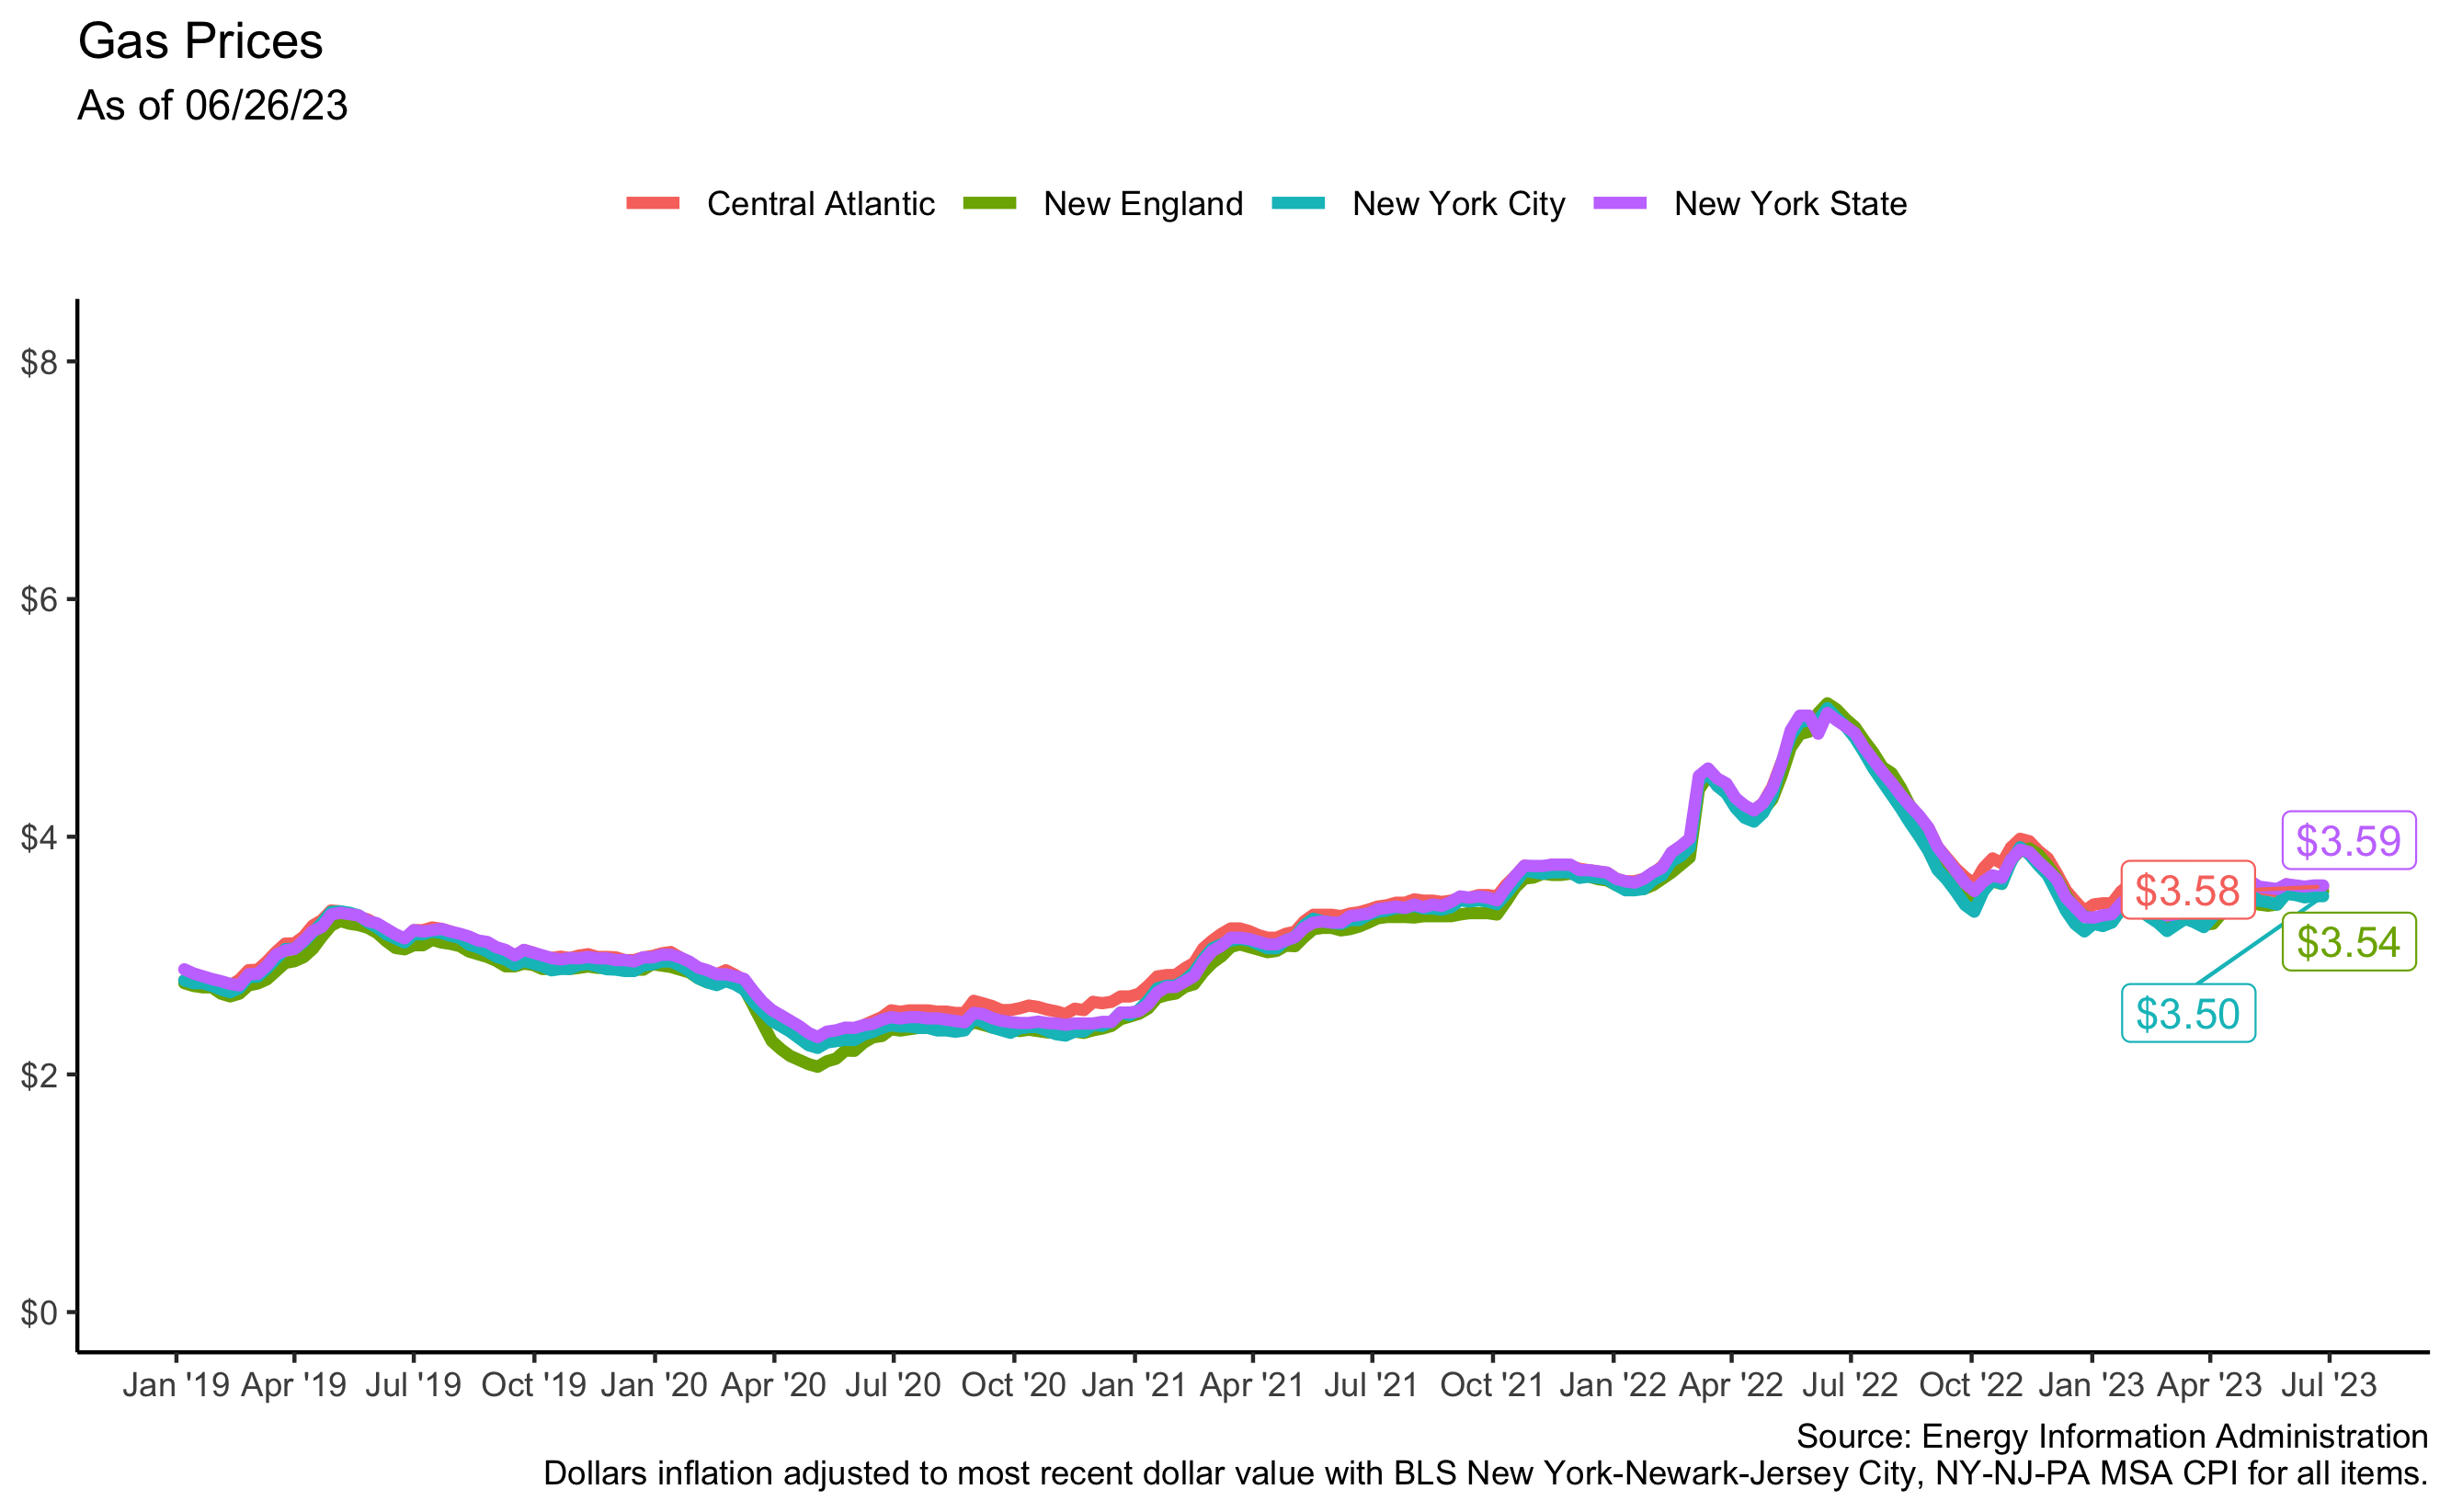 Gas Prices
As of 06/26/23
Central Atlantic New England New York City New York State
$8
$6
$4
$2
$0
$3.59
$3.58
$3.54
$3.50
Jan '19 Apr '19 Jul '19 Oct '19 Jan '20 Apr '20 Jul '20 Oct '20 Jan '21 Apr '21 Jul '21 Oct '21 Jan '22 Apr '22 Jul '22 Oct '22 Jan '23 Apr '23 Jul '23
Source: Energy Information Administration
Dollars inflation adjusted to most recent dollar value with BLS New York-Newark-Jersey City, NY-NJ-PA MSA CPI for all items.